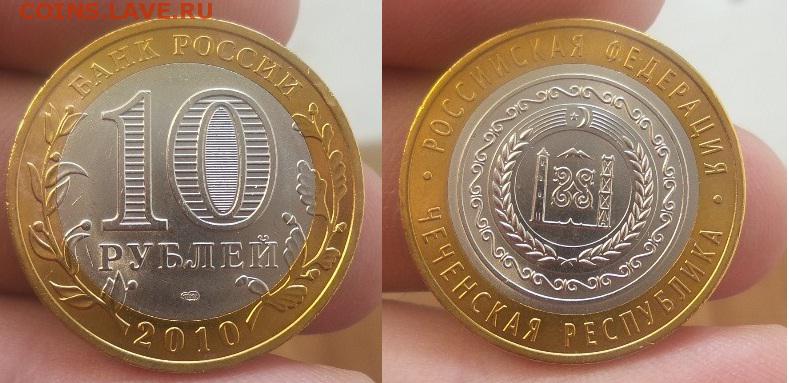 COINS.LAVE.RU
БАНК РОССИИ
10
РУБЛЕЙ
2010
РОССИЙСКАЯ ФЕДЕРАЦИЯ
ЧЕЧЕНСКАЯ РЕСПУБЛИКА